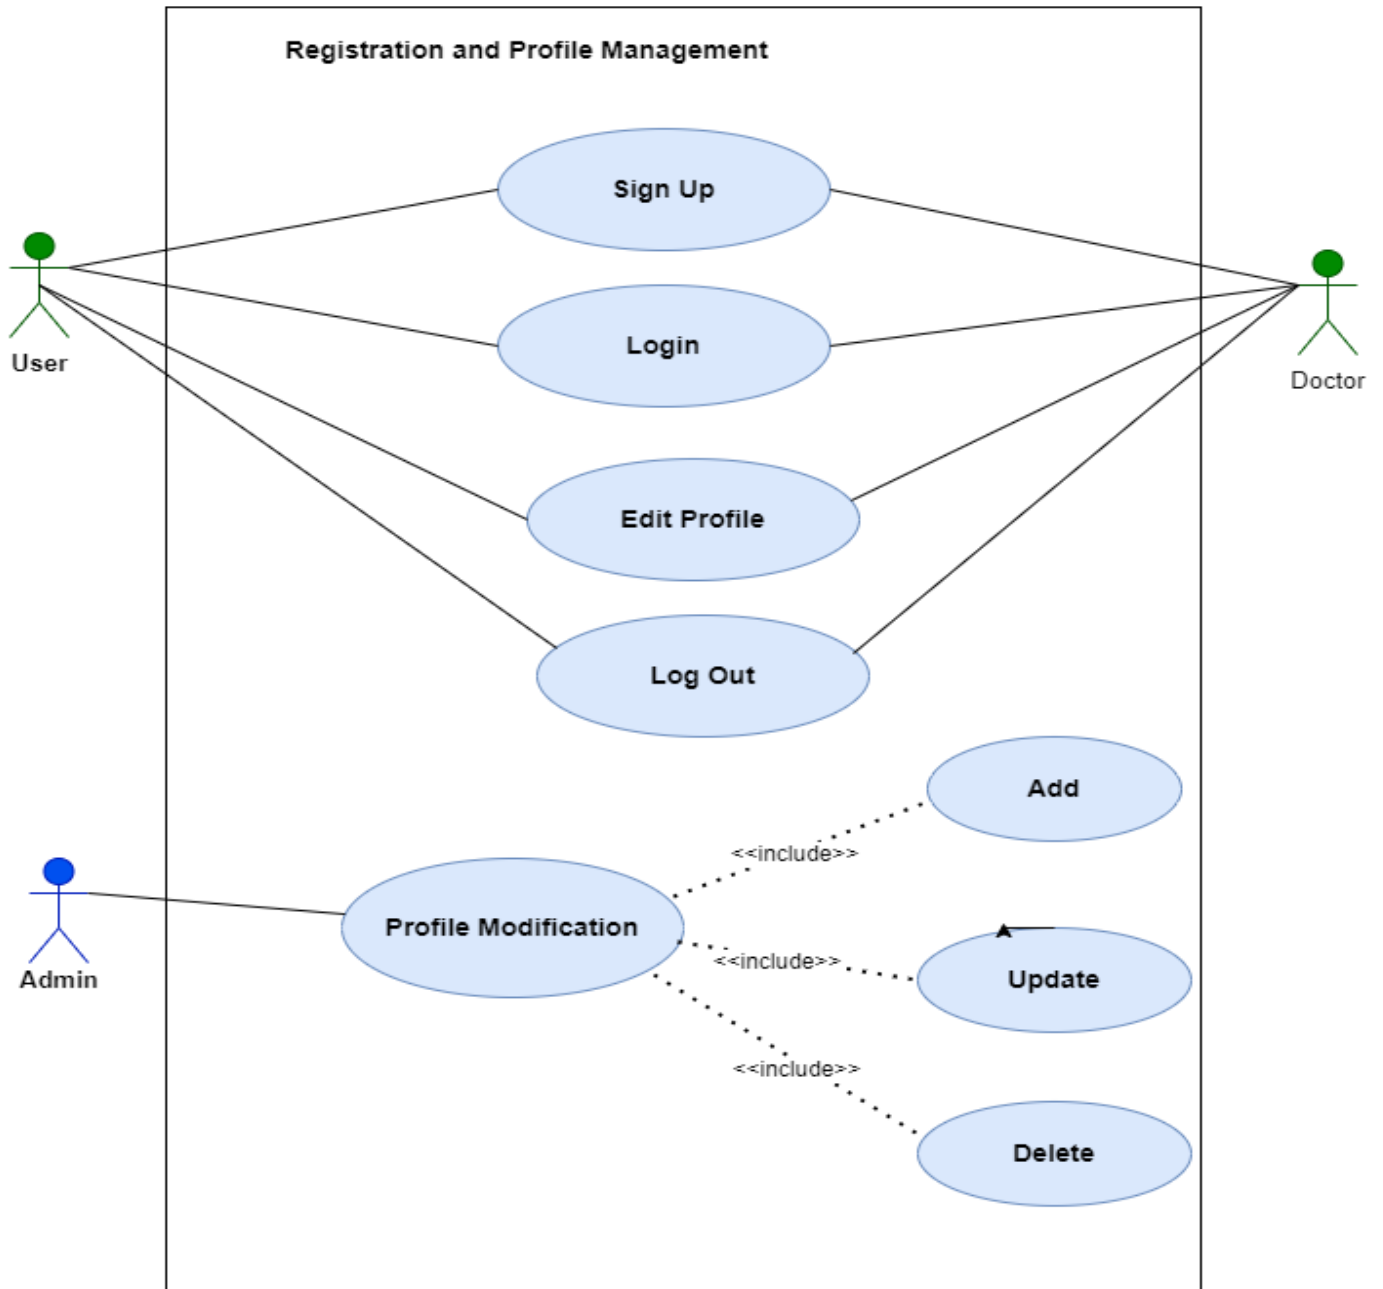 Registration and Profile Management
Sign Up
Login
User
Doctor
Edit Profile
Log Out
Add
<<include>>
Profile Modification
<<include>>
Admin
Update
<<include>>
Delete